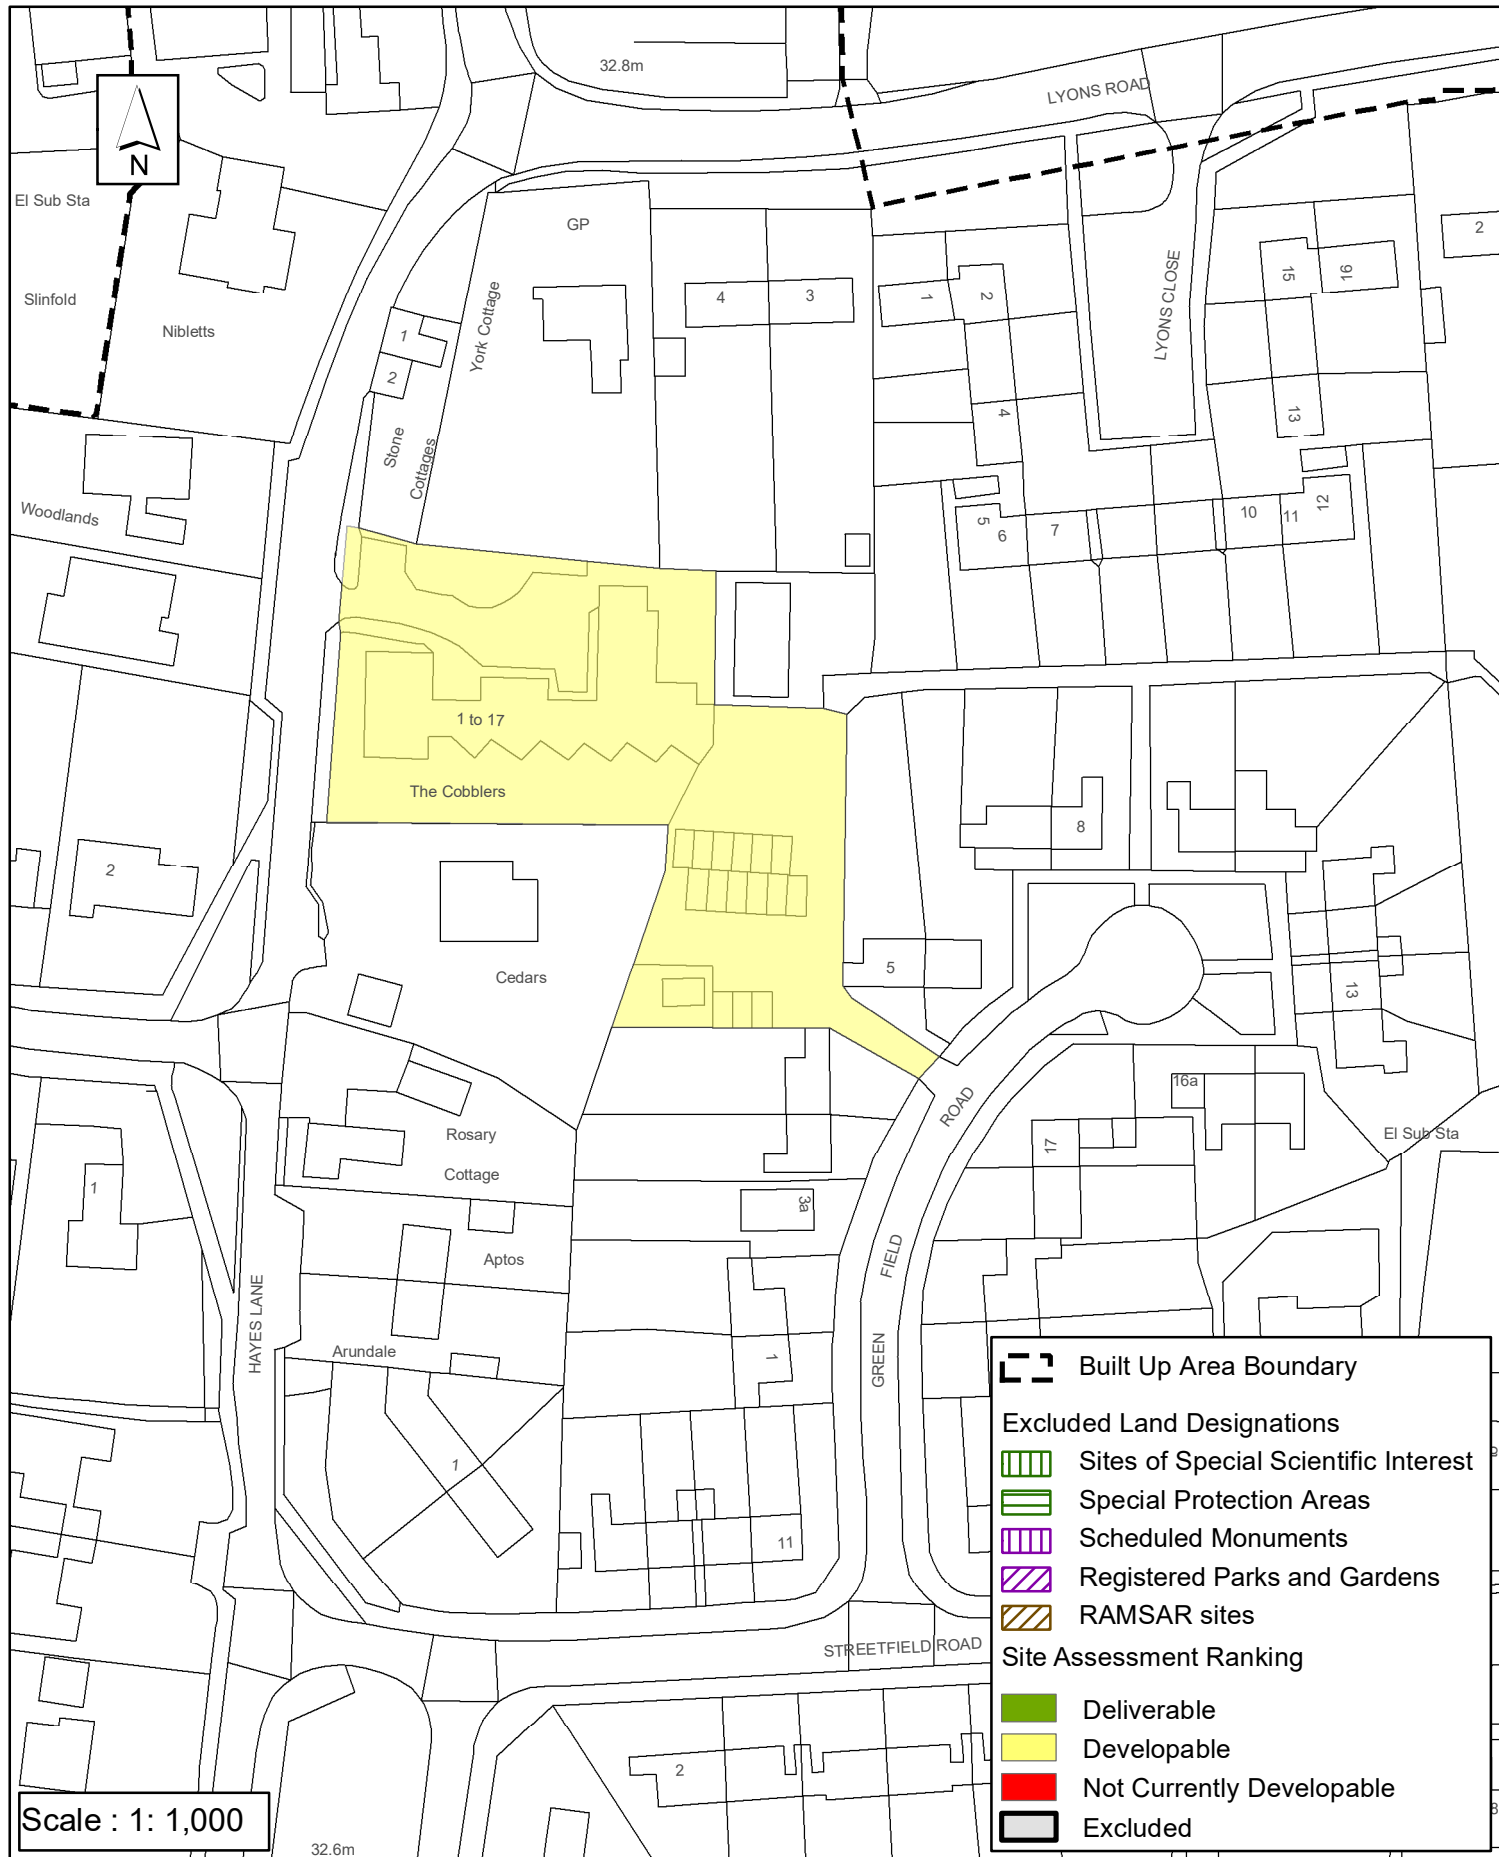 32.8m
LYONS ROAD
N
El Sub Sta
GP
2
Slinfold
Nibletts
York Cottage
4
3
1
2
LYONS CLOSE
15
16
1
2
Stone
Cottages
4
13
Woodlands
5
6
7
10
11
12
1 to 17
The Cobblers
8
2
5
Cedars
13
16a
ROAD
17
El Sub Sta
Rosary
Cottage
1
3a
Aptos
FIELD
HAYES LANE
Arundale
GREEN
1
1
11
STREETFIELD ROAD
2
32.6m
Scale : 1: 1,000
Built Up Area Boundary
Excluded Land Designations
Sites of Special Scientific Interest
Special Protection Areas
Scheduled Monuments
Registered Parks and Gardens
RAMSAR sites
Site Assessment Ranking
Deliverable
Developable
Not Currently Developable
Excluded